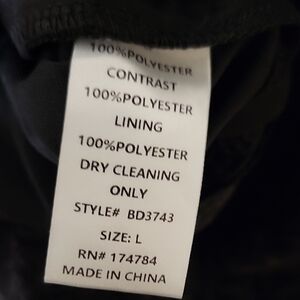 100%POLYESTER
CONTRAST
100%POLYESTER
LINING
100%POLYESTER
DRY CLEANING
ONLY
STYLE# BD3743
SIZE: L
RN# 174784
MADE IN CHINA